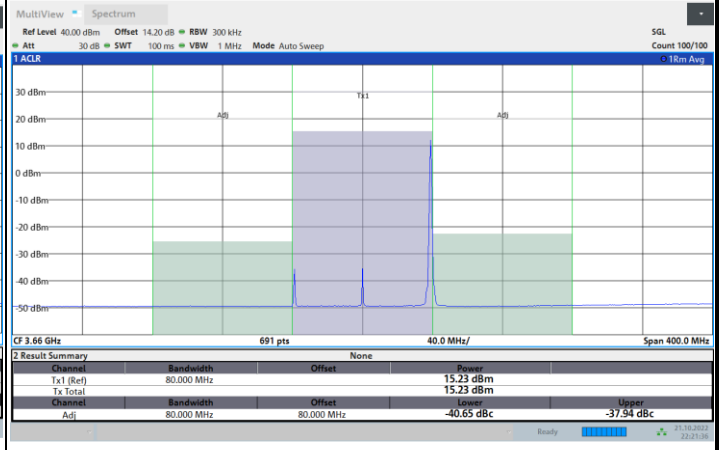 MultiView Spectrum
Ref Level 40.00 dBm Offset 14.20 dB RBW 300 kHz SGL
Att 30 dB SWT 100 ms VBW 1 MHz Mode Auto Sweep Count 100/100
1 ACLR 1Rm Avg
30 dBm
Tx1
20 dBm
Adj Adj
10 dBm
0 dBm
-10 dBm
-20 dBm
-30 dBm
-40 dBm
-50 dBm
CF 3.66 GHz 691 pts 40.0 MHz/ Span 400.0 MHz
2 Result Summary None
Channel Bandwidth Offset Power
Tx1 (Ref) 80.000 MHz 15.23 dBm
Tx Total 15.23 dBm
Channel Bandwidth Offset Lower Upper
Adj 80.000 MHz 80.000 MHz -40.65 dBc -37.94 dBc
Ready 21.10.2022
22:21:36